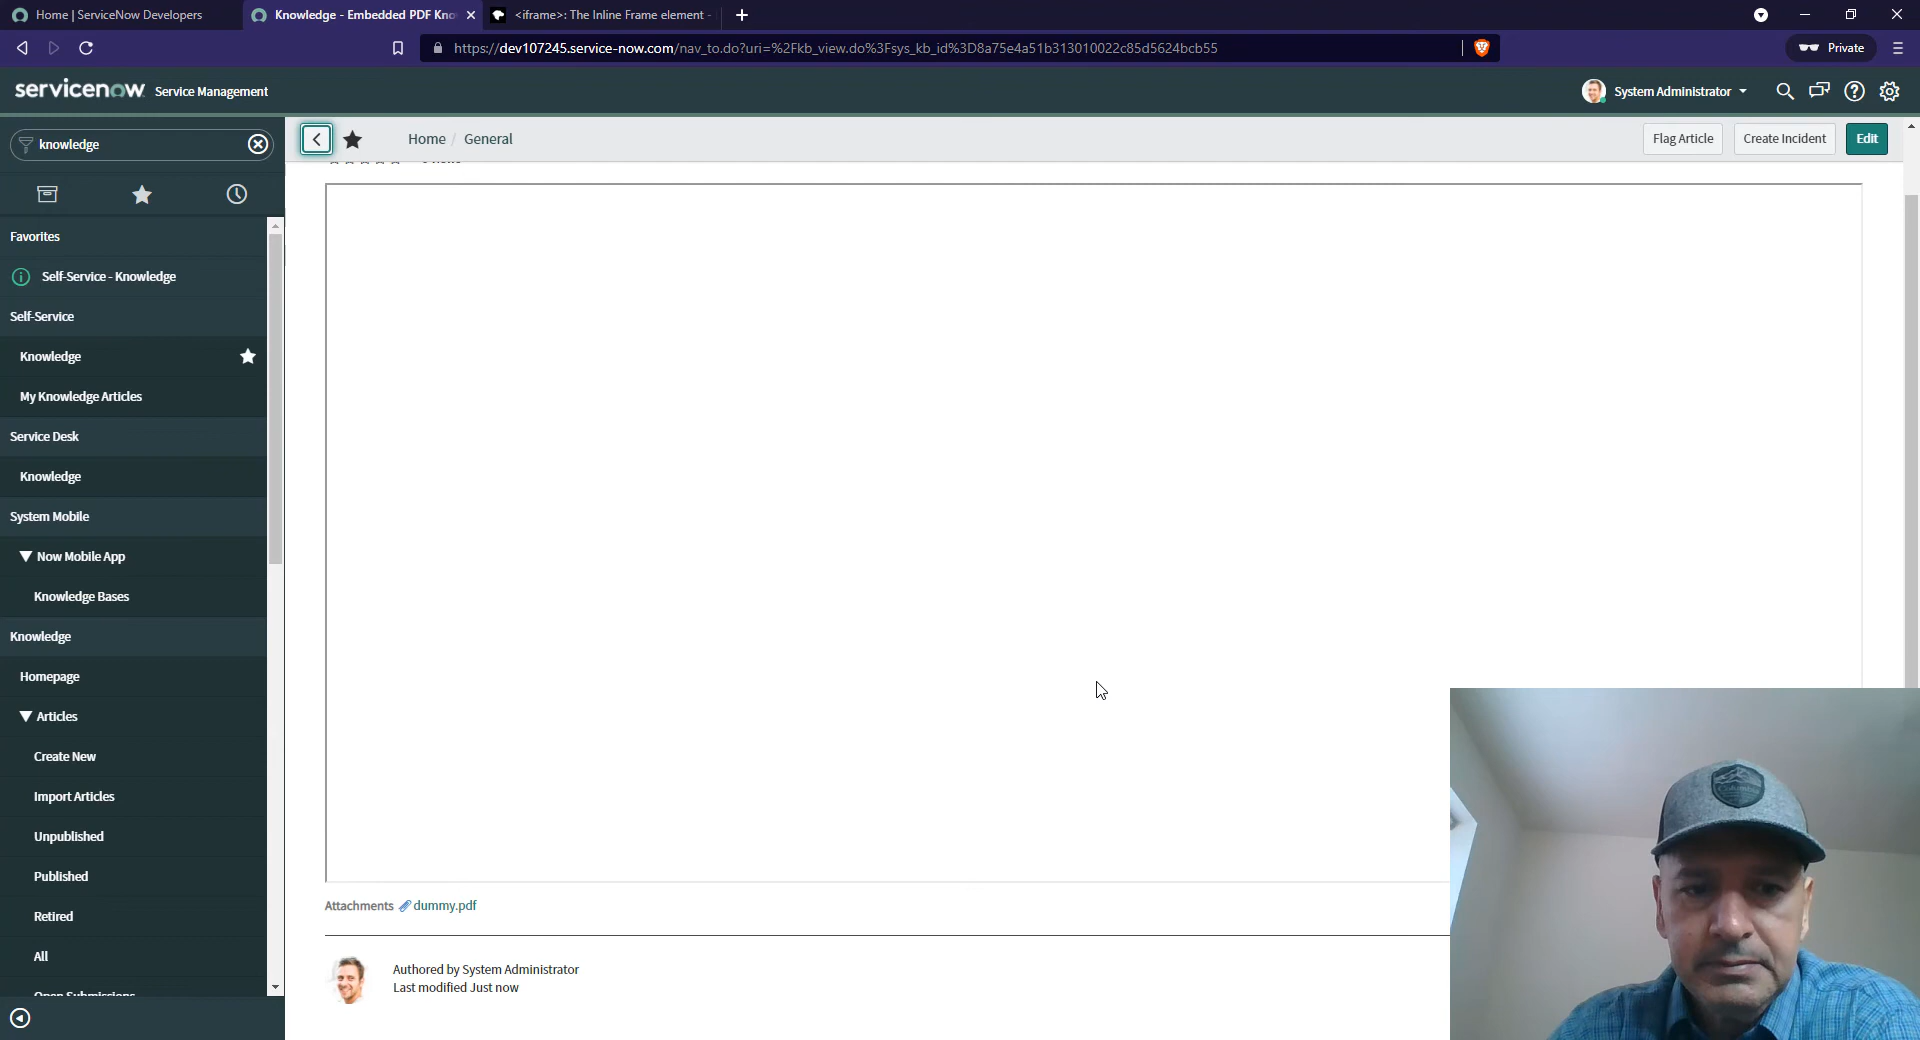 Home | ServiceNow Developers
Knowledge - Embedded PDF Kno
<iframe>: The Inline Frame element -
https://dev107245.service-now.com/nav_to.do?uri=%2Fkb_view.do%3Fsys_kb_id%3D8a75e4a51b313010022c85d5624bcb55
Private
servicenow Service Management
System Administrator
knowledge
Home / General
Flag Article
Create Incident
Edit
Favorites
Self-Service - Knowledge
Self-Service
Knowledge
My Knowledge Articles
Service Desk
Knowledge
System Mobile
Now Mobile App
Knowledge Bases
Knowledge
Homepage
Articles
Create New
Import Articles
Unpublished
Published
Retired
All
Open Submissions
Attachments dummy.pdf
Authored by System Administrator
Last modified Just now
Columbia